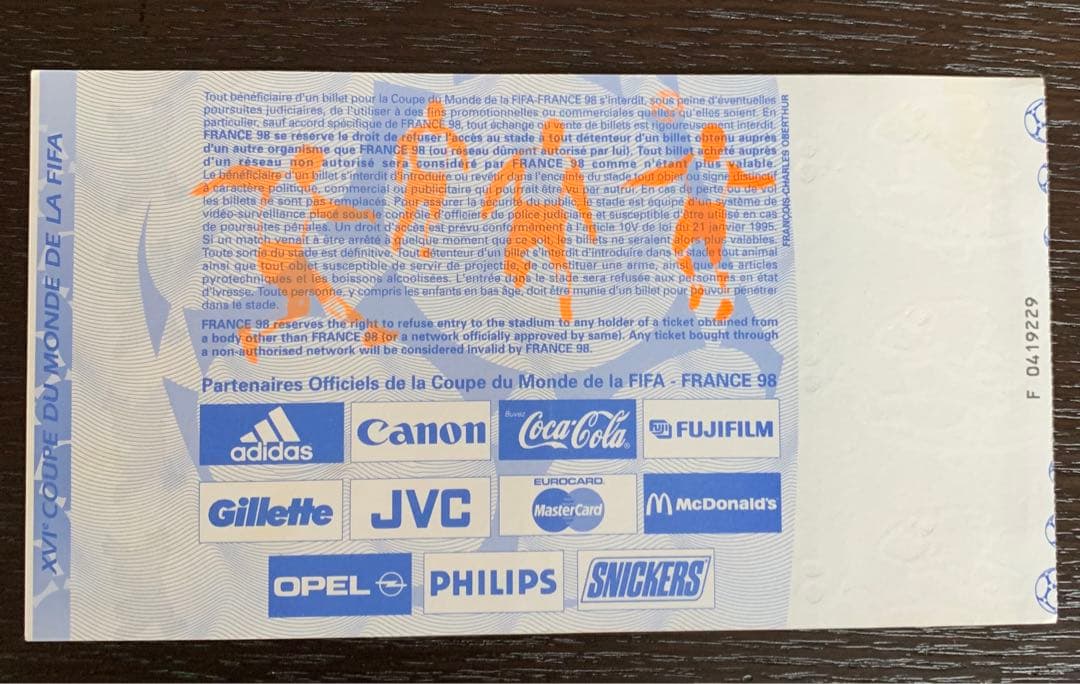 XVIᵉ COUPE DU MONDE DE LA FIFA
Tout bénéficiaire d'un billet pour la Coupe du Monde de la FIFA-FRANCE 98 s'interdit, sous peine d'éventuelles
poursuites judiciaires, de l'utiliser à des fins promotionnelles ou commerciales quelles qu'elles soient. En
particulier, sauf accord spécifique de FRANCE 98, tout échange ou vente de billets est rigoureusement interdit.
FRANCE 98 se réserve le droit de refuser l'accès au stade à tout détenteur d'un billet obtenu auprès
d'un autre organisme que FRANCE 98 (ou réseau dûment autorisé par lui). Tout billet acheté auprès
d'un réseau non autorisé sera considéré par FRANCE 98 comme n'étant plus valable.
Le bénéficiaire d'un billet s'interdit d'introduire ou revêtir dans l'enceinte du stade tout objet ou signe distinctif
à caractère politique, commercial ou publicitaire qui doit être autorisé par autorité. En cas de perte ou de vol
les billets ne sont pas remplacés. Pour assurer la sécurité du public, le stade est équipé d'un système de
vidéo-surveillance placé sous le contrôle d'officiers de police judiciaire et susceptible d'être utilisé en cas
de poursuites pénales. Un droit d'accès est prévu conformément à l'article 10V de loi du 21 janvier 1995.
Si un match venait à être arrêté à quelque moment que ce soit, les billets ne seraient plus valables.
Toute sortie du stade est définitive. Tout détenteur d'un billet s'interdit d'introduire dans le stade tout animal
ainsi que tout objet susceptible de servir de projectile, de constituer une arme, ainsi que les articles
pyrotechniques et les boissons alcoolisées. L'entrée dans le stade sera refusée aux personnes en état
d'ivresse. Toute personne, y compris les enfants en bas âge, doit être munie d'un billet pour pouvoir pénétrer
dans le stade.
FRANCE 98 reserves the right to refuse entry to the stadium to any holder of a ticket obtained from
a body other than FRANCE 98 (or a network officially approved by same). Any ticket bought through
a non-authorised network will be considered invalid by FRANCE 98.
FRANÇOIS-CHARLES OBERTHUR
Partenaires Officiels de la Coupe du Monde de la FIFA - FRANCE 98
adidas
Canon
Buvez
Coca-Cola
FUJI FUJIFILM
Gillette
JVC
EUROCARD
MasterCard
McDonald's
OPEL
PHILIPS
SNICKERS
F 0419229